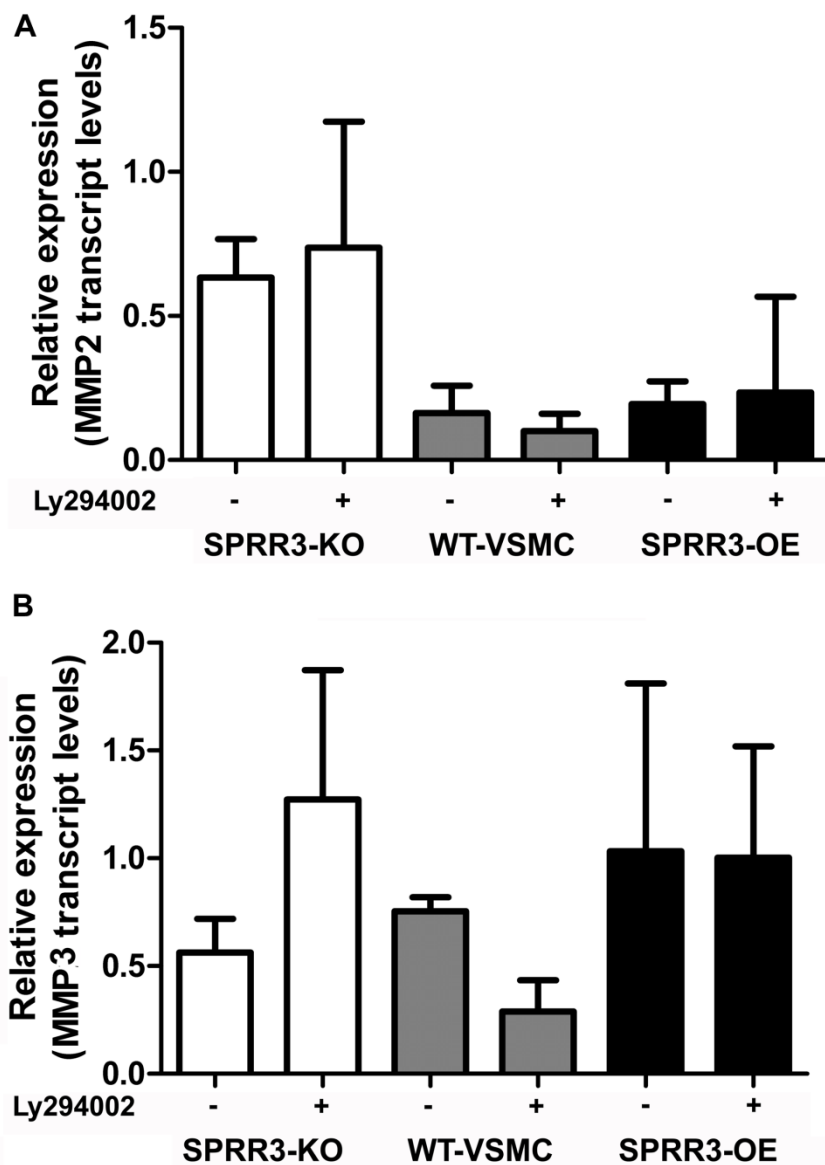 A
Relative expression
(MMP2 transcript levels)
1.5
1.0
0.5
0.0
Ly294002 - + - + - +
SPRR3-KO WT-VSMC SPRR3-OE
B
Relative expression
(MMP3 transcript levels)
2.0
1.5
1.0
0.5
0.0
Ly294002 - + - + - +
SPRR3-KO WT-VSMC SPRR3-OE